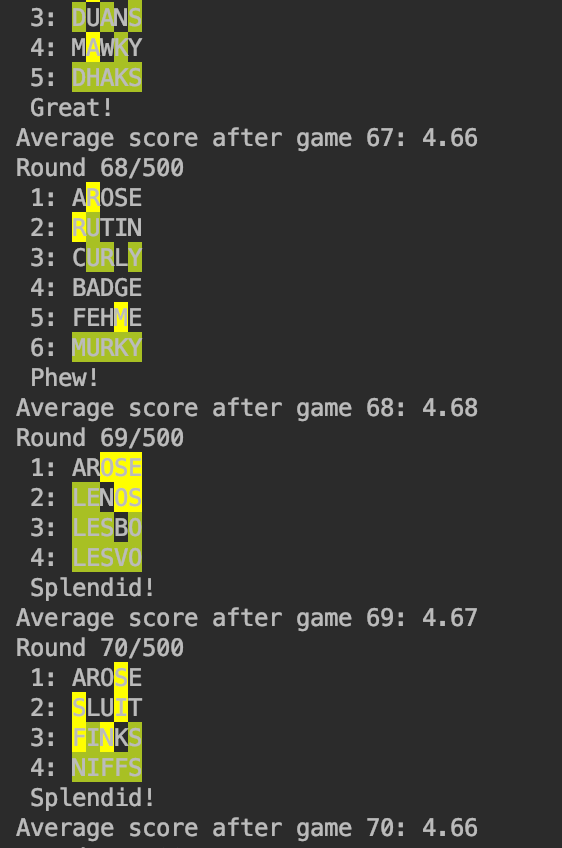 3: DUANS
4: MAWKY
5: DHAKS
Great!
Average score after game 67: 4.66
Round 68/500
1: AROSE
2: RUTIN
3: CURLY
4: BADGE
5: FEHME
6: MURKY
Phew!
Average score after game 68: 4.68
Round 69/500
1: AROSE
2: LENOS
3: LESBO
4: LESVO
Splendid!
Average score after game 69: 4.67
Round 70/500
1: AROSE
2: SLUIT
3: FINKS
4: NIFFS
Splendid!
Average score after game 70: 4.66